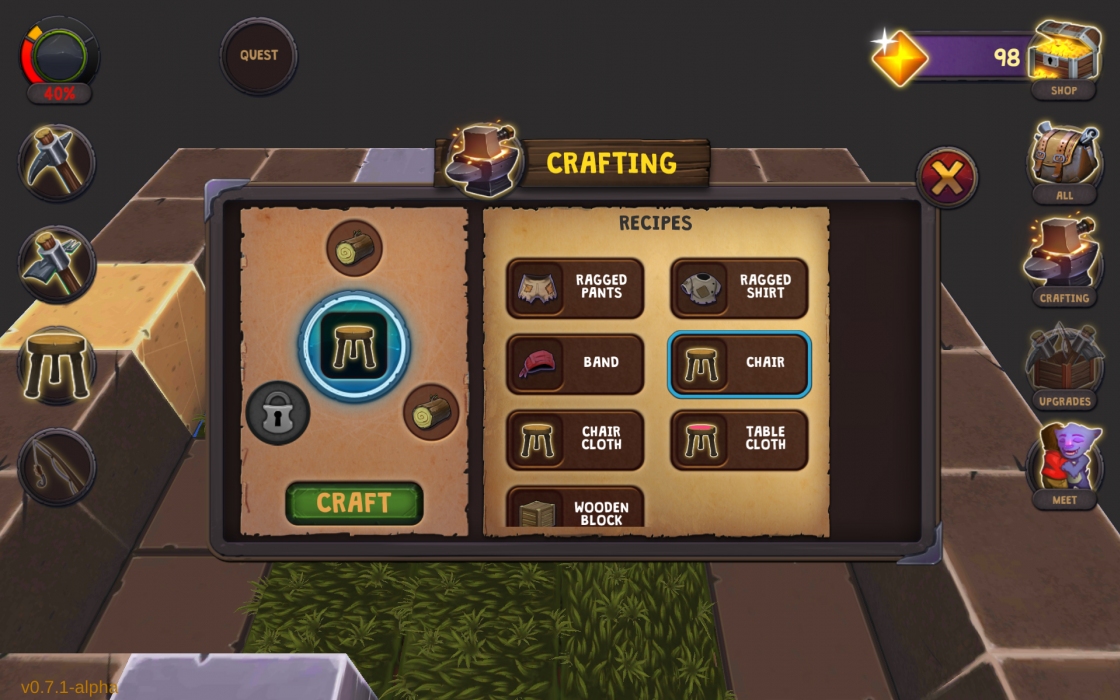 QUEST
98
40%
SHOP
CRAFTING
ALL
RECIPES
RAGGED
PANTS
RAGGED
SHIRT
CRAFTING
BAND
CHAIR
UPGRADES
CHAIR
CLOTH
TABLE
CLOTH
CRAFT
WOODEN
BLOCK
MEET
v0.7.1-alpha